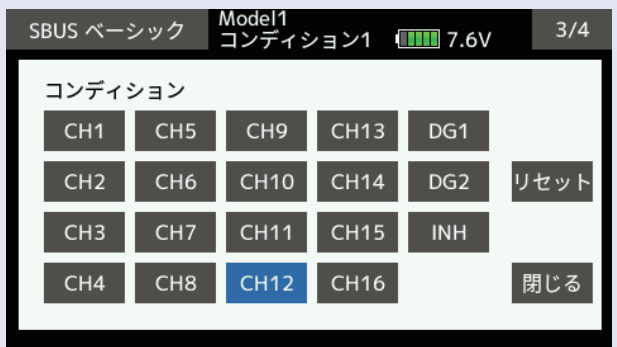 SBUS ベーシック
Model1
コンディション1 7.6V
3/4
コンディション
CH1 CH5 CH9 CH13 DG1
CH2 CH6 CH10 CH14 DG2 リセット
CH3 CH7 CH11 CH15 INH
CH4 CH8 CH12 CH16 閉じる